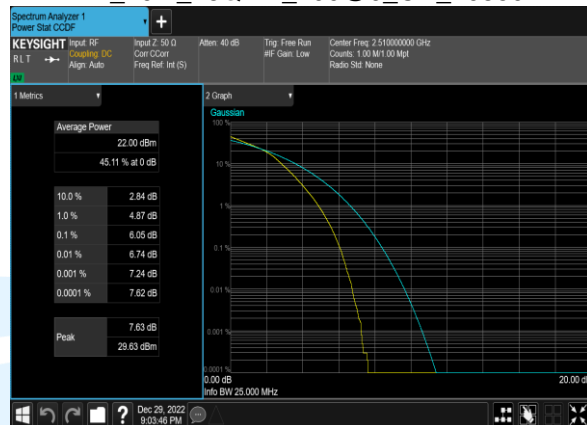 Spectrum Analyzer 1
Power Stat CCDF
KEYSIGHT
RLT
Input: RF
Coupling: DC
Align: Auto
Input Z: 50 Ω
Corr CCorr
Freq Ref: Int (S)
Atten: 40 dB
Trig: Free Run
#IF Gain: Low
Center Freq: 2.510000000 GHz
Counts: 1.00 M/1.00 Mpt
Radio Std: None
1 Metrics
Average Power
22.00 dBm
45.11 % at 0 dB
10.0 % 2.84 dB
1.0 % 4.87 dB
0.1 % 6.05 dB
0.01 % 6.74 dB
0.001 % 7.24 dB
0.0001 % 7.62 dB
Peak
7.63 dB
29.63 dBm
2 Graph
Gaussian
100 %
10 %
1 %
0.1 %
0.01 %
0.001 %
0.0001 %
0.00 dB
20.00 d
Info BW 25.000 MHz
Dec 29, 2022
9:03:46 PM